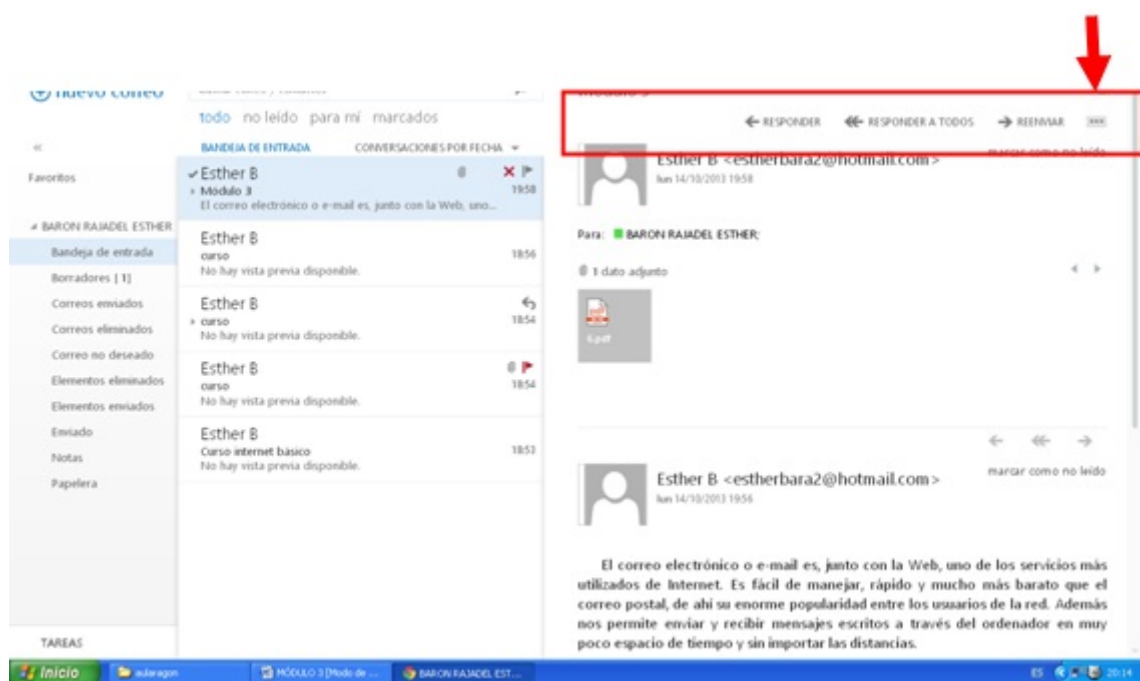 nuevo correo
todo no leído para mí marcados
«
BANDEJA DE ENTRADA CONVERSACIONES POR FECHA
Favoritos
BARON RAJADEL ESTHER
Bandeja de entrada
Borradores [1]
Correos enviados
Correos eliminados
Correo no deseado
Elementos eliminados
Elementos enviados
Enviado
Notas
Papelera
TAREAS
Esther B
Modulo 3
19:58
El correo electrónico o e-mail es, junto con la Web, uno...
Esther B
curso
18:56
No hay vista previa disponible.
Esther B
curso
18:54
No hay vista previa disponible.
Esther B
curso
18:54
No hay vista previa disponible.
Esther B
Curso internet básico
18:53
No hay vista previa disponible.
RESPONDER RESPONDER A TODOS REENVIAR ...
marcar como no leído
Esther B <estherbara2@hotmail.com>
lun 14/10/2013 19:58
Para: BARON RAJADEL ESTHER;
1 dato adjunto
6.pdf
Esther B <estherbara2@hotmail.com>
marcar como no leído
lun 14/10/2013 19:56
El correo electrónico o e-mail es, junto con la Web, uno de los servicios más
utilizados de Internet. Es fácil de manejar, rápido y mucho más barato que el
correo postal, de ahí su enorme popularidad entre los usuarios de la red. Además
nos permite enviar y recibir mensajes escritos a través del ordenador en muy
poco espacio de tiempo y sin importar las distancias.
Inicio
aularagon
MÓDULO 3 [Modo de ...
BARON RAJADEL EST...
ES
20:14